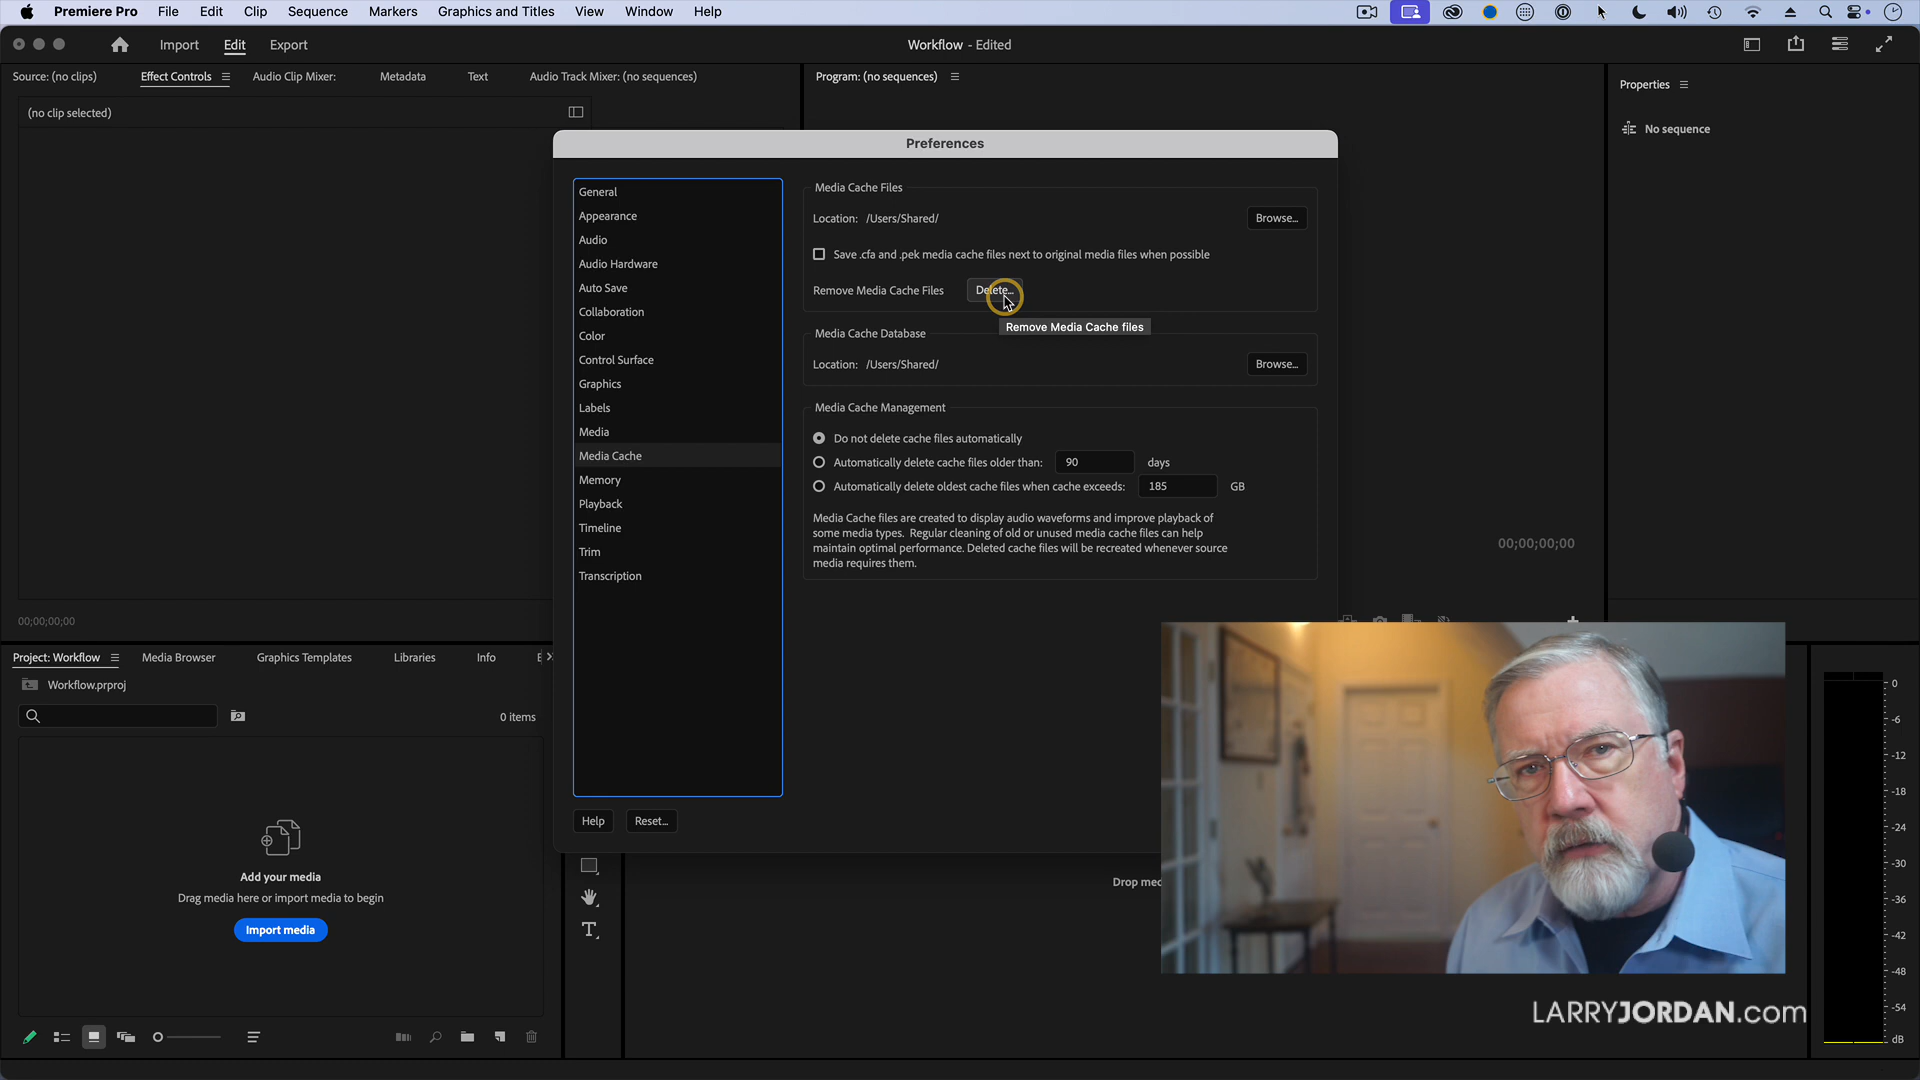 Premiere Pro File Edit Clip Sequence Markers Graphics and Titles View Window Help
Import Edit Export
Workflow - Edited
Source: (no clips) Effect Controls Audio Clip Mixer: Metadata Text Audio Track Mixer: (no sequences)
Program: (no sequences)
Properties
(no clip selected)
No sequence
Preferences
General
Appearance
Audio
Audio Hardware
Auto Save
Collaboration
Color
Control Surface
Graphics
Labels
Media
Media Cache
Memory
Playback
Timeline
Trim
Transcription
Media Cache Files
Location: /Users/Shared/ Browse...
Save .cfa and .pek media cache files next to original media files when possible
Remove Media Cache Files Delete...
Remove Media Cache files
Media Cache Database
Location: /Users/Shared/ Browse...
Media Cache Management
Do not delete cache files automatically
Automatically delete cache files older than: 90 days
Automatically delete oldest cache files when cache exceeds: 185 GB
Media Cache files are created to display audio waveforms and improve playback of
some media types. Regular cleaning of old or unused media cache files can help
maintain optimal performance. Deleted cache files will be recreated whenever source
media requires them.
Help Reset...
00;00;00;00
00;00;00;00
Project: Workflow Media Browser Graphics Templates Libraries Info
Workflow.prproj
0 items
Add your media
Drag media here or import media to begin
Import media
Drop med
0
-6
-12
-18
-24
-30
-36
-42
-48
-54
dB
LARRYJORDAN.com